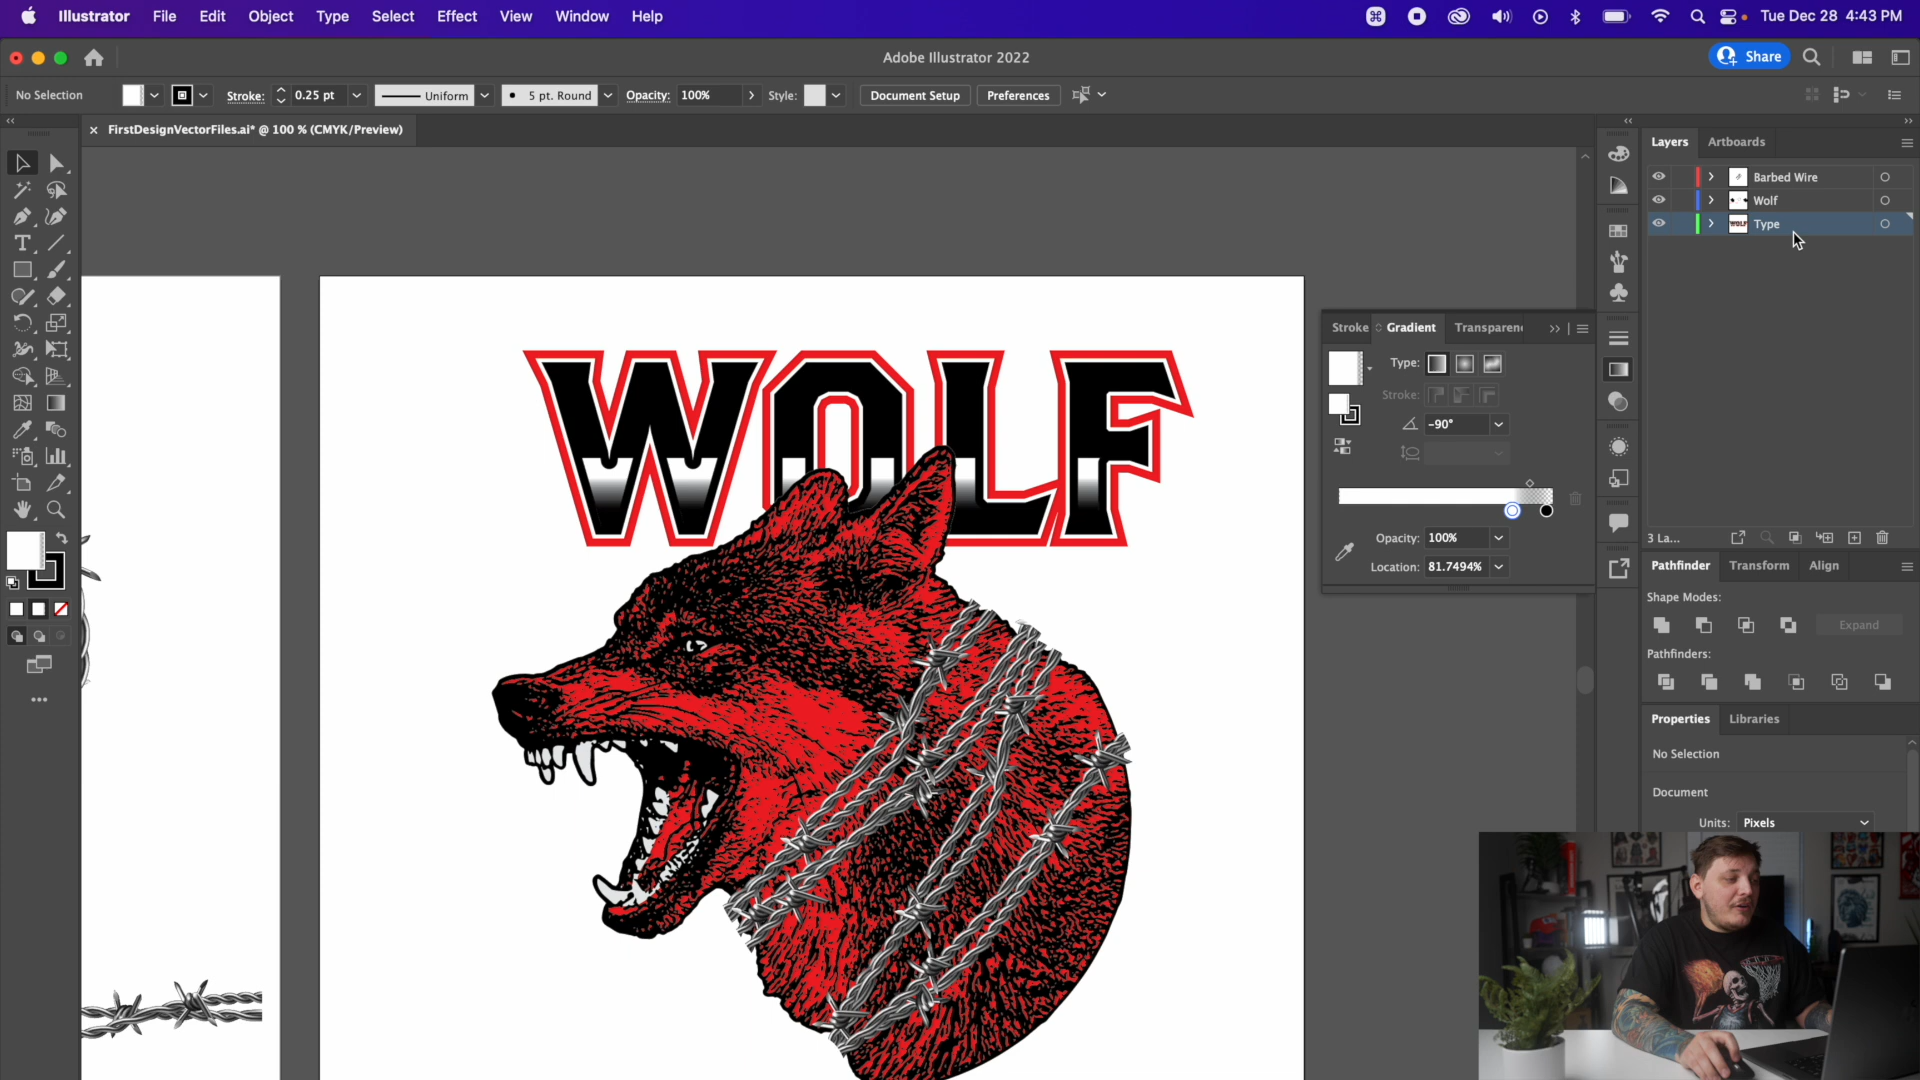 Illustrator File Edit Object Type Select Effect View Window Help
Tue Dec 28 4:43 PM
Adobe Illustrator 2022
Share
No Selection
Stroke: 0.25 pt
Uniform
5 pt. Round
Opacity: 100%
Style:
Document Setup
Preferences
FirstDesignVectorFiles.ai* @ 100 % (CMYK/Preview)
Layers Artboards
Barbed Wire
Wolf
Type
WOLF
Stroke Gradient Transparen
Type:
Stroke:
-90°
Opacity: 100%
Location: 81.7494%
3 La...
Pathfinder Transform Align
Shape Modes:
Expand
Pathfinders:
Properties Libraries
No Selection
Document
Units: Pixels
WOLF